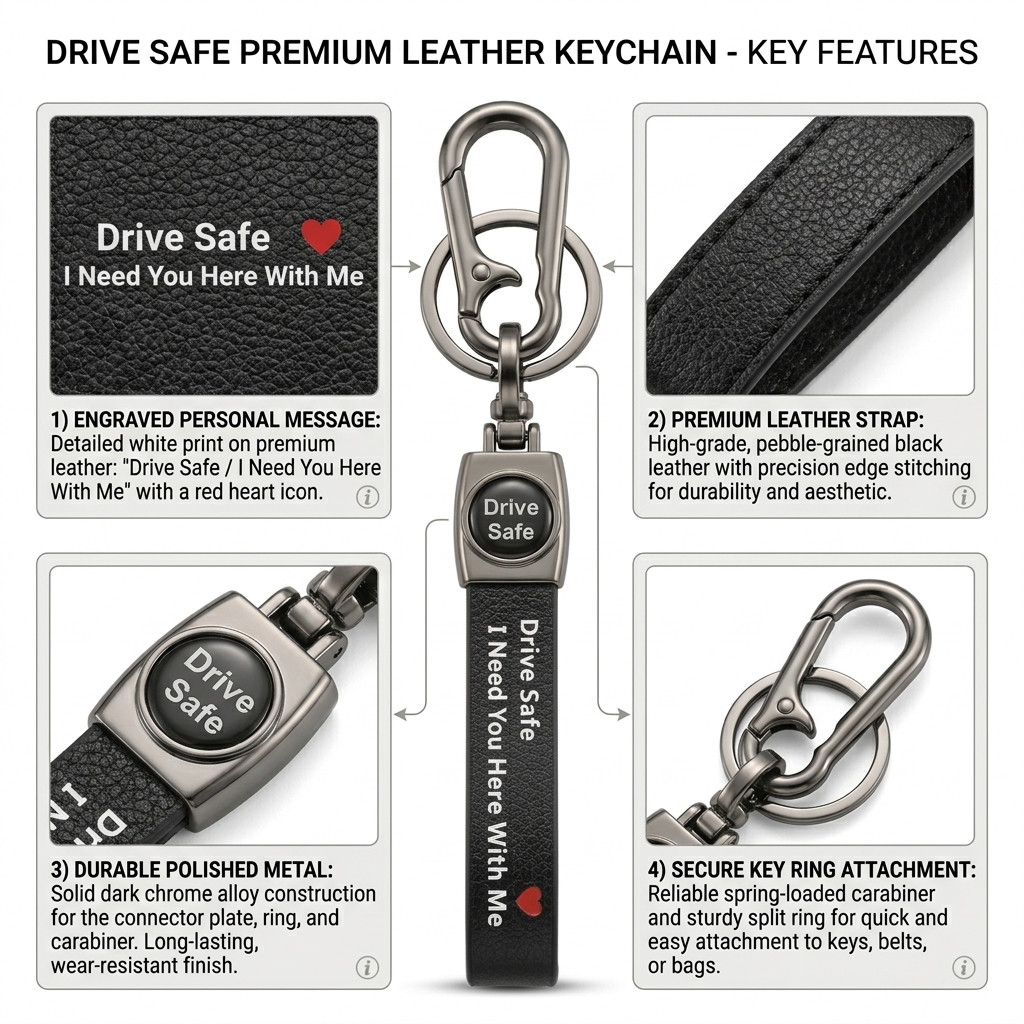 DRIVE SAFE PREMIUM LEATHER KEYCHAIN - KEY FEATURES
Drive Safe ❤
I Need You Here With Me
1) ENGRAVED PERSONAL MESSAGE:
Detailed white print on premium
leather: "Drive Safe / I Need You Here
With Me" with a red heart icon.
i
2) PREMIUM LEATHER STRAP:
High-grade, pebble-grained black
leather with precision edge stitching
for durability and aesthetic.
i
Drive
Safe
Drive Safe
I Need You Here With Me ❤
Drive
Safe
Dr
I N
3) DURABLE POLISHED METAL:
Solid dark chrome alloy construction
for the connector plate, ring, and
carabiner. Long-lasting,
wear-resistant finish.
i
4) SECURE KEY RING ATTACHMENT:
Reliable spring-loaded carabiner
and sturdy split ring for quick and
easy attachment to keys, belts,
or bags.
i